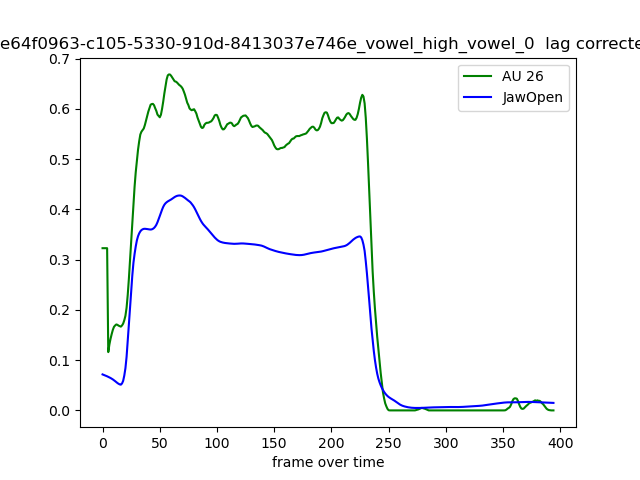 e64f0963-c105-5330-910d-8413037e746e_vowel_high_vowel_0 lag correcte
0.7
0.6
0.5
0.4
0.3
0.2
0.1
0.0
AU 26
JawOpen
0 50 100 150 200 250 300 350 400
frame over time